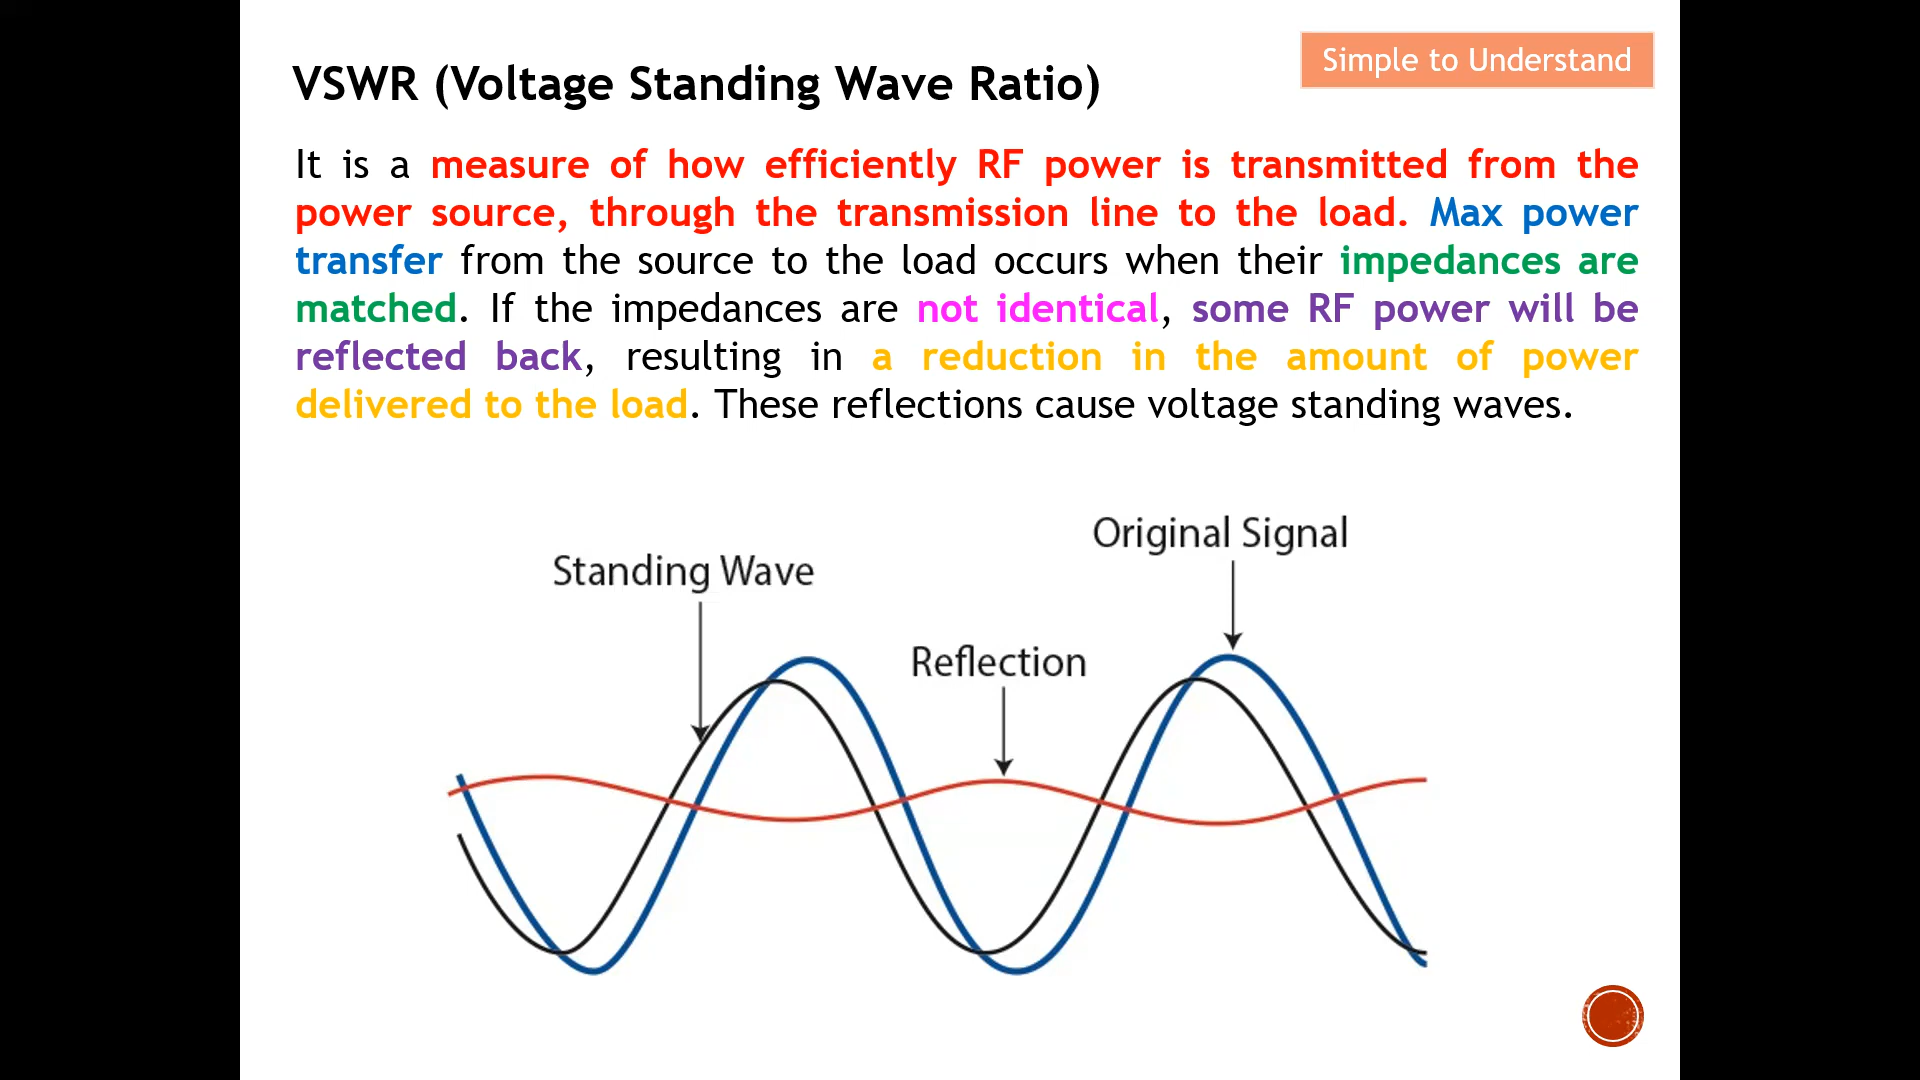 Simple to Understand
VSWR (Voltage Standing Wave Ratio)
It is a measure of how efficiently RF power is transmitted from the
power source, through the transmission line to the load. Max power
transfer from the source to the load occurs when their impedances are
matched. If the impedances are not identical, some RF power will be
reflected back, resulting in a reduction in the amount of power
delivered to the load. These reflections cause voltage standing waves.
Original Signal
Standing Wave
Reflection